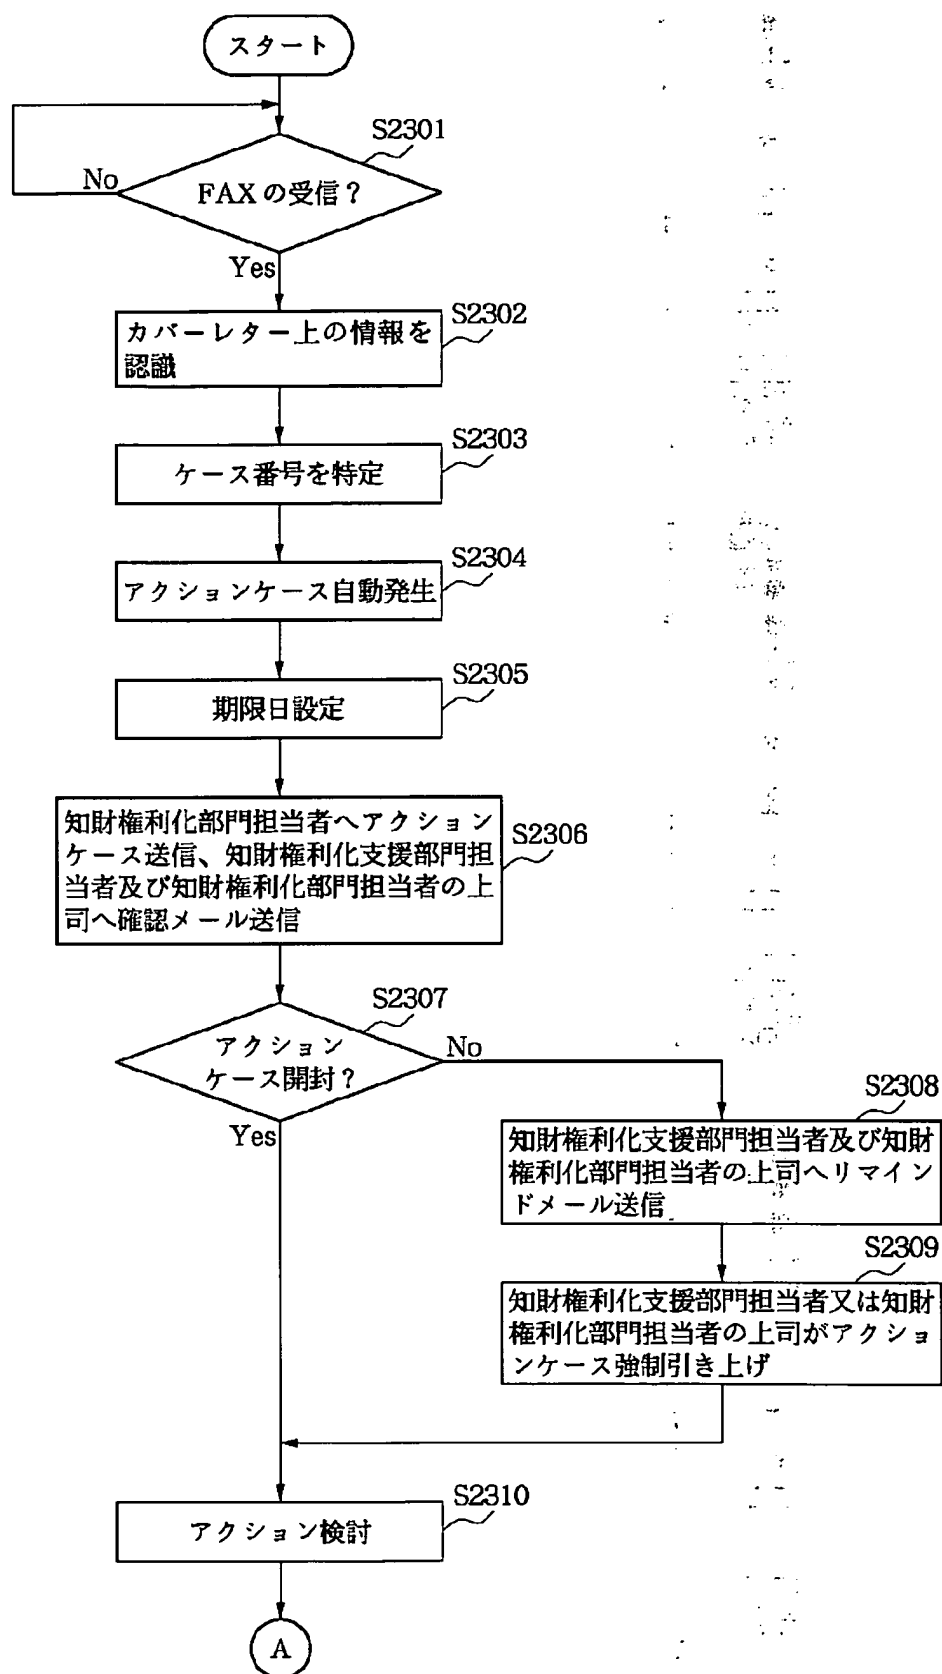 スタート
S2301
No
FAXの受信？
Yes
S2302
カバーレター上の情報を
認識
S2303
ケース番号を特定
S2304
アクションケース自動発生
S2305
期限日設定
S2306
知財権利化部門担当者へアクション
ケース送信、知財権利化支援部門担
当者及び知財権利化部門担当者の上
司へ確認メール送信
S2307
アクション
ケース開封？
No
Yes
S2308
知財権利化支援部門担当者及び知財
権利化部門担当者の上司へリマイン
ドメール送信
S2309
知財権利化支援部門担当者又は知財
権利化部門担当者の上司がアクショ
ンケース強制引き上げ
S2310
アクション検討
A